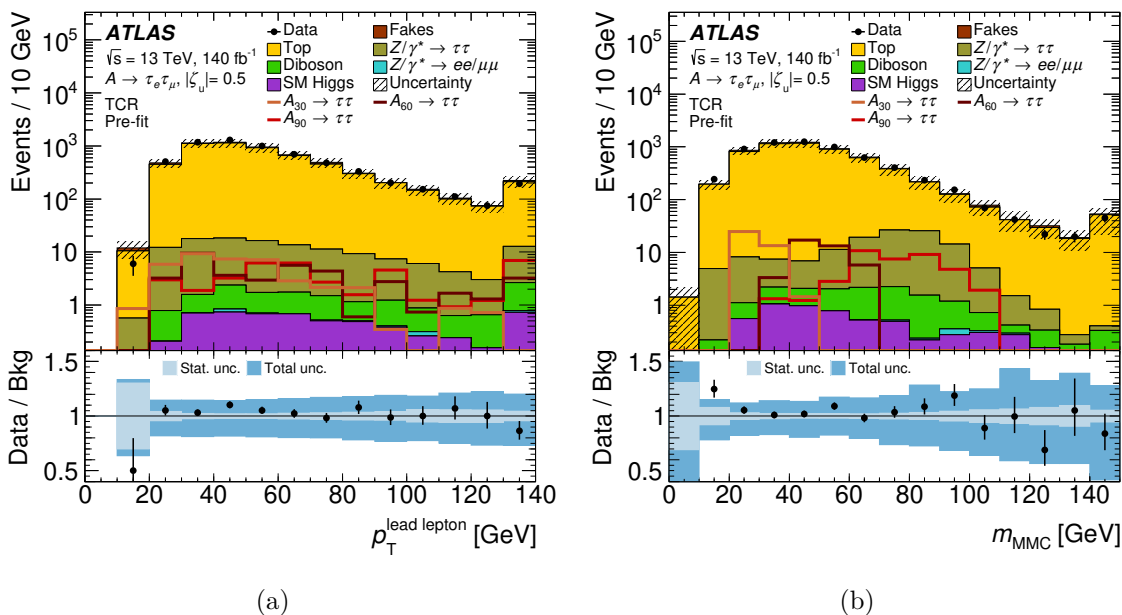 Events / 10 GeV
10⁵
10⁴
10³
10²
10
1
ATLAS
√s = 13 TeV, 140 fb⁻¹
A → τₑτ_μ, |ζᵤ|= 0.5
TCR
Pre-fit
Data
Top
Diboson
SM Higgs
A₃₀ → ττ
A₉₀ → ττ
Fakes
Z/γ* → ττ
Z/γ* → ee/μμ
Uncertainty
A₆₀ → ττ
Data / Bkg
1.5
1
0.5
Stat. unc. Total unc.
0 20 40 60 80 100 120 140
p_T^lead lepton [GeV]
(a)
Events / 10 GeV
10⁵
10⁴
10³
10²
10
1
ATLAS
√s = 13 TeV, 140 fb⁻¹
A → τₑτ_μ, |ζᵤ|= 0.5
TCR
Pre-fit
Data
Top
Diboson
SM Higgs
A₃₀ → ττ
A₉₀ → ττ
Fakes
Z/γ* → ττ
Z/γ* → ee/μμ
Uncertainty
A₆₀ → ττ
Data / Bkg
1.5
1
0.5
Stat. unc. Total unc.
0 20 40 60 80 100 120 140
m_MMC [GeV]
(b)